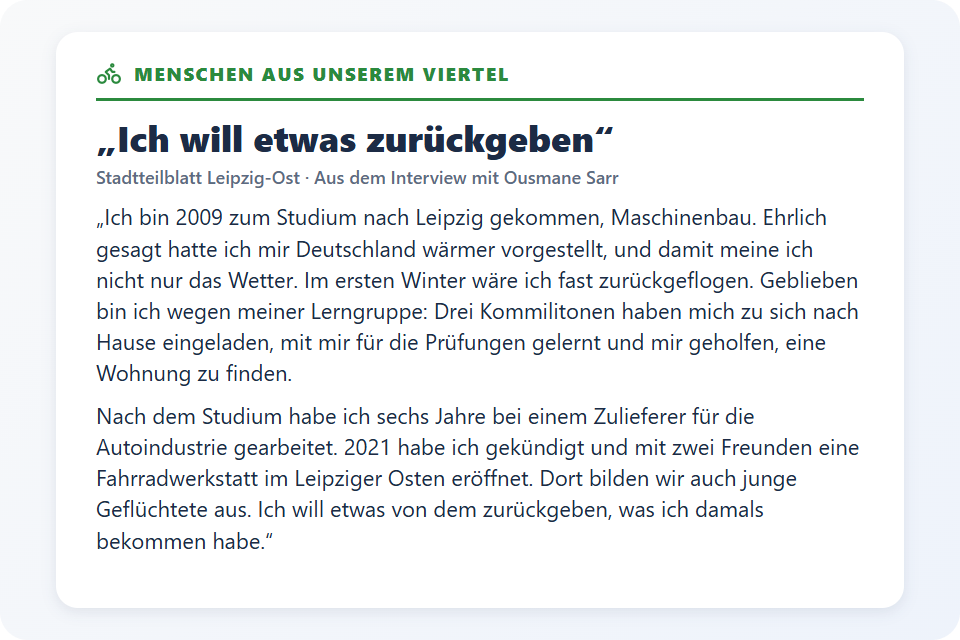 MENSCHEN AUS UNSEREM VIERTEL
„Ich will etwas zurückgeben“
Stadtteilblatt Leipzig-Ost · Aus dem Interview mit Ousmane Sarr
„Ich bin 2009 zum Studium nach Leipzig gekommen, Maschinenbau. Ehrlich
gesagt hatte ich mir Deutschland wärmer vorgestellt, und damit meine ich
nicht nur das Wetter. Im ersten Winter wäre ich fast zurückgeflogen. Geblieben
bin ich wegen meiner Lerngruppe: Drei Kommilitonen haben mich zu sich nach
Hause eingeladen, mit mir für die Prüfungen gelernt und mir geholfen, eine
Wohnung zu finden.
Nach dem Studium habe ich sechs Jahre bei einem Zulieferer für die
Autoindustrie gearbeitet. 2021 habe ich gekündigt und mit zwei Freunden eine
Fahrradwerkstatt im Leipziger Osten eröffnet. Dort bilden wir auch junge
Geflüchtete aus. Ich will etwas von dem zurückgeben, was ich damals
bekommen habe.“